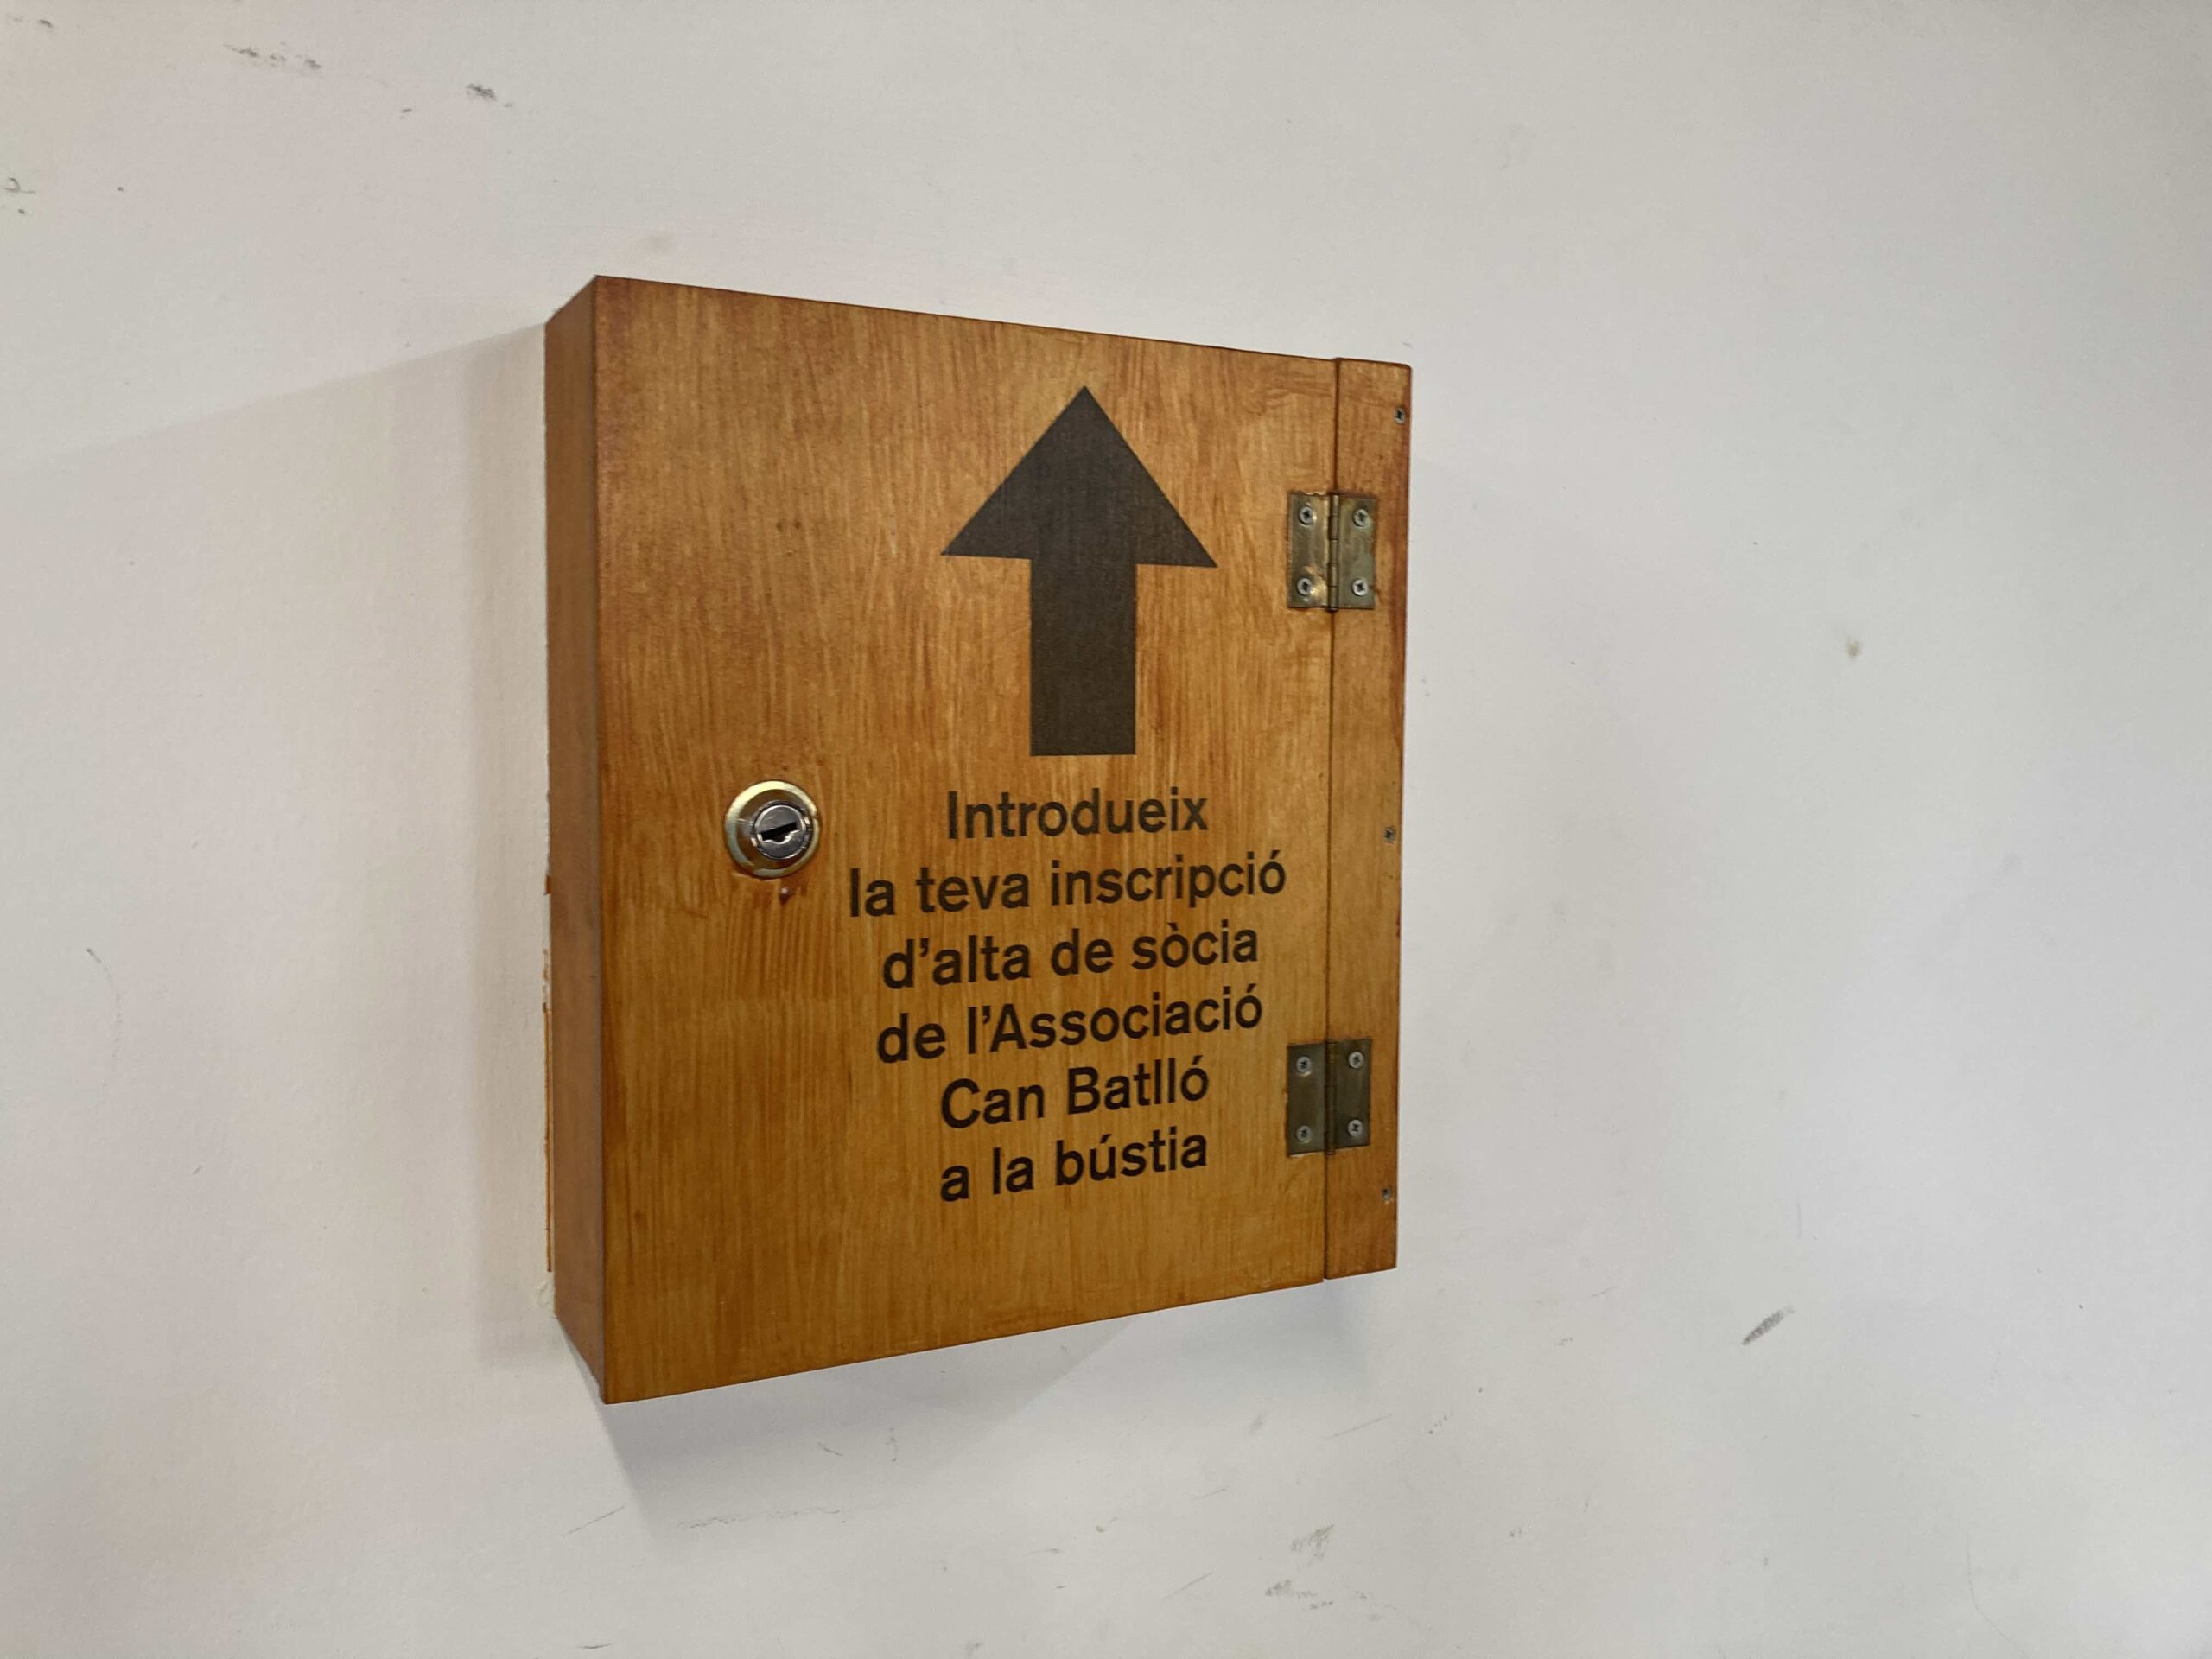 Introdueix
la teva inscripció
d'alta de sòcia
de l'Associació
Can Batlló
a la bústia